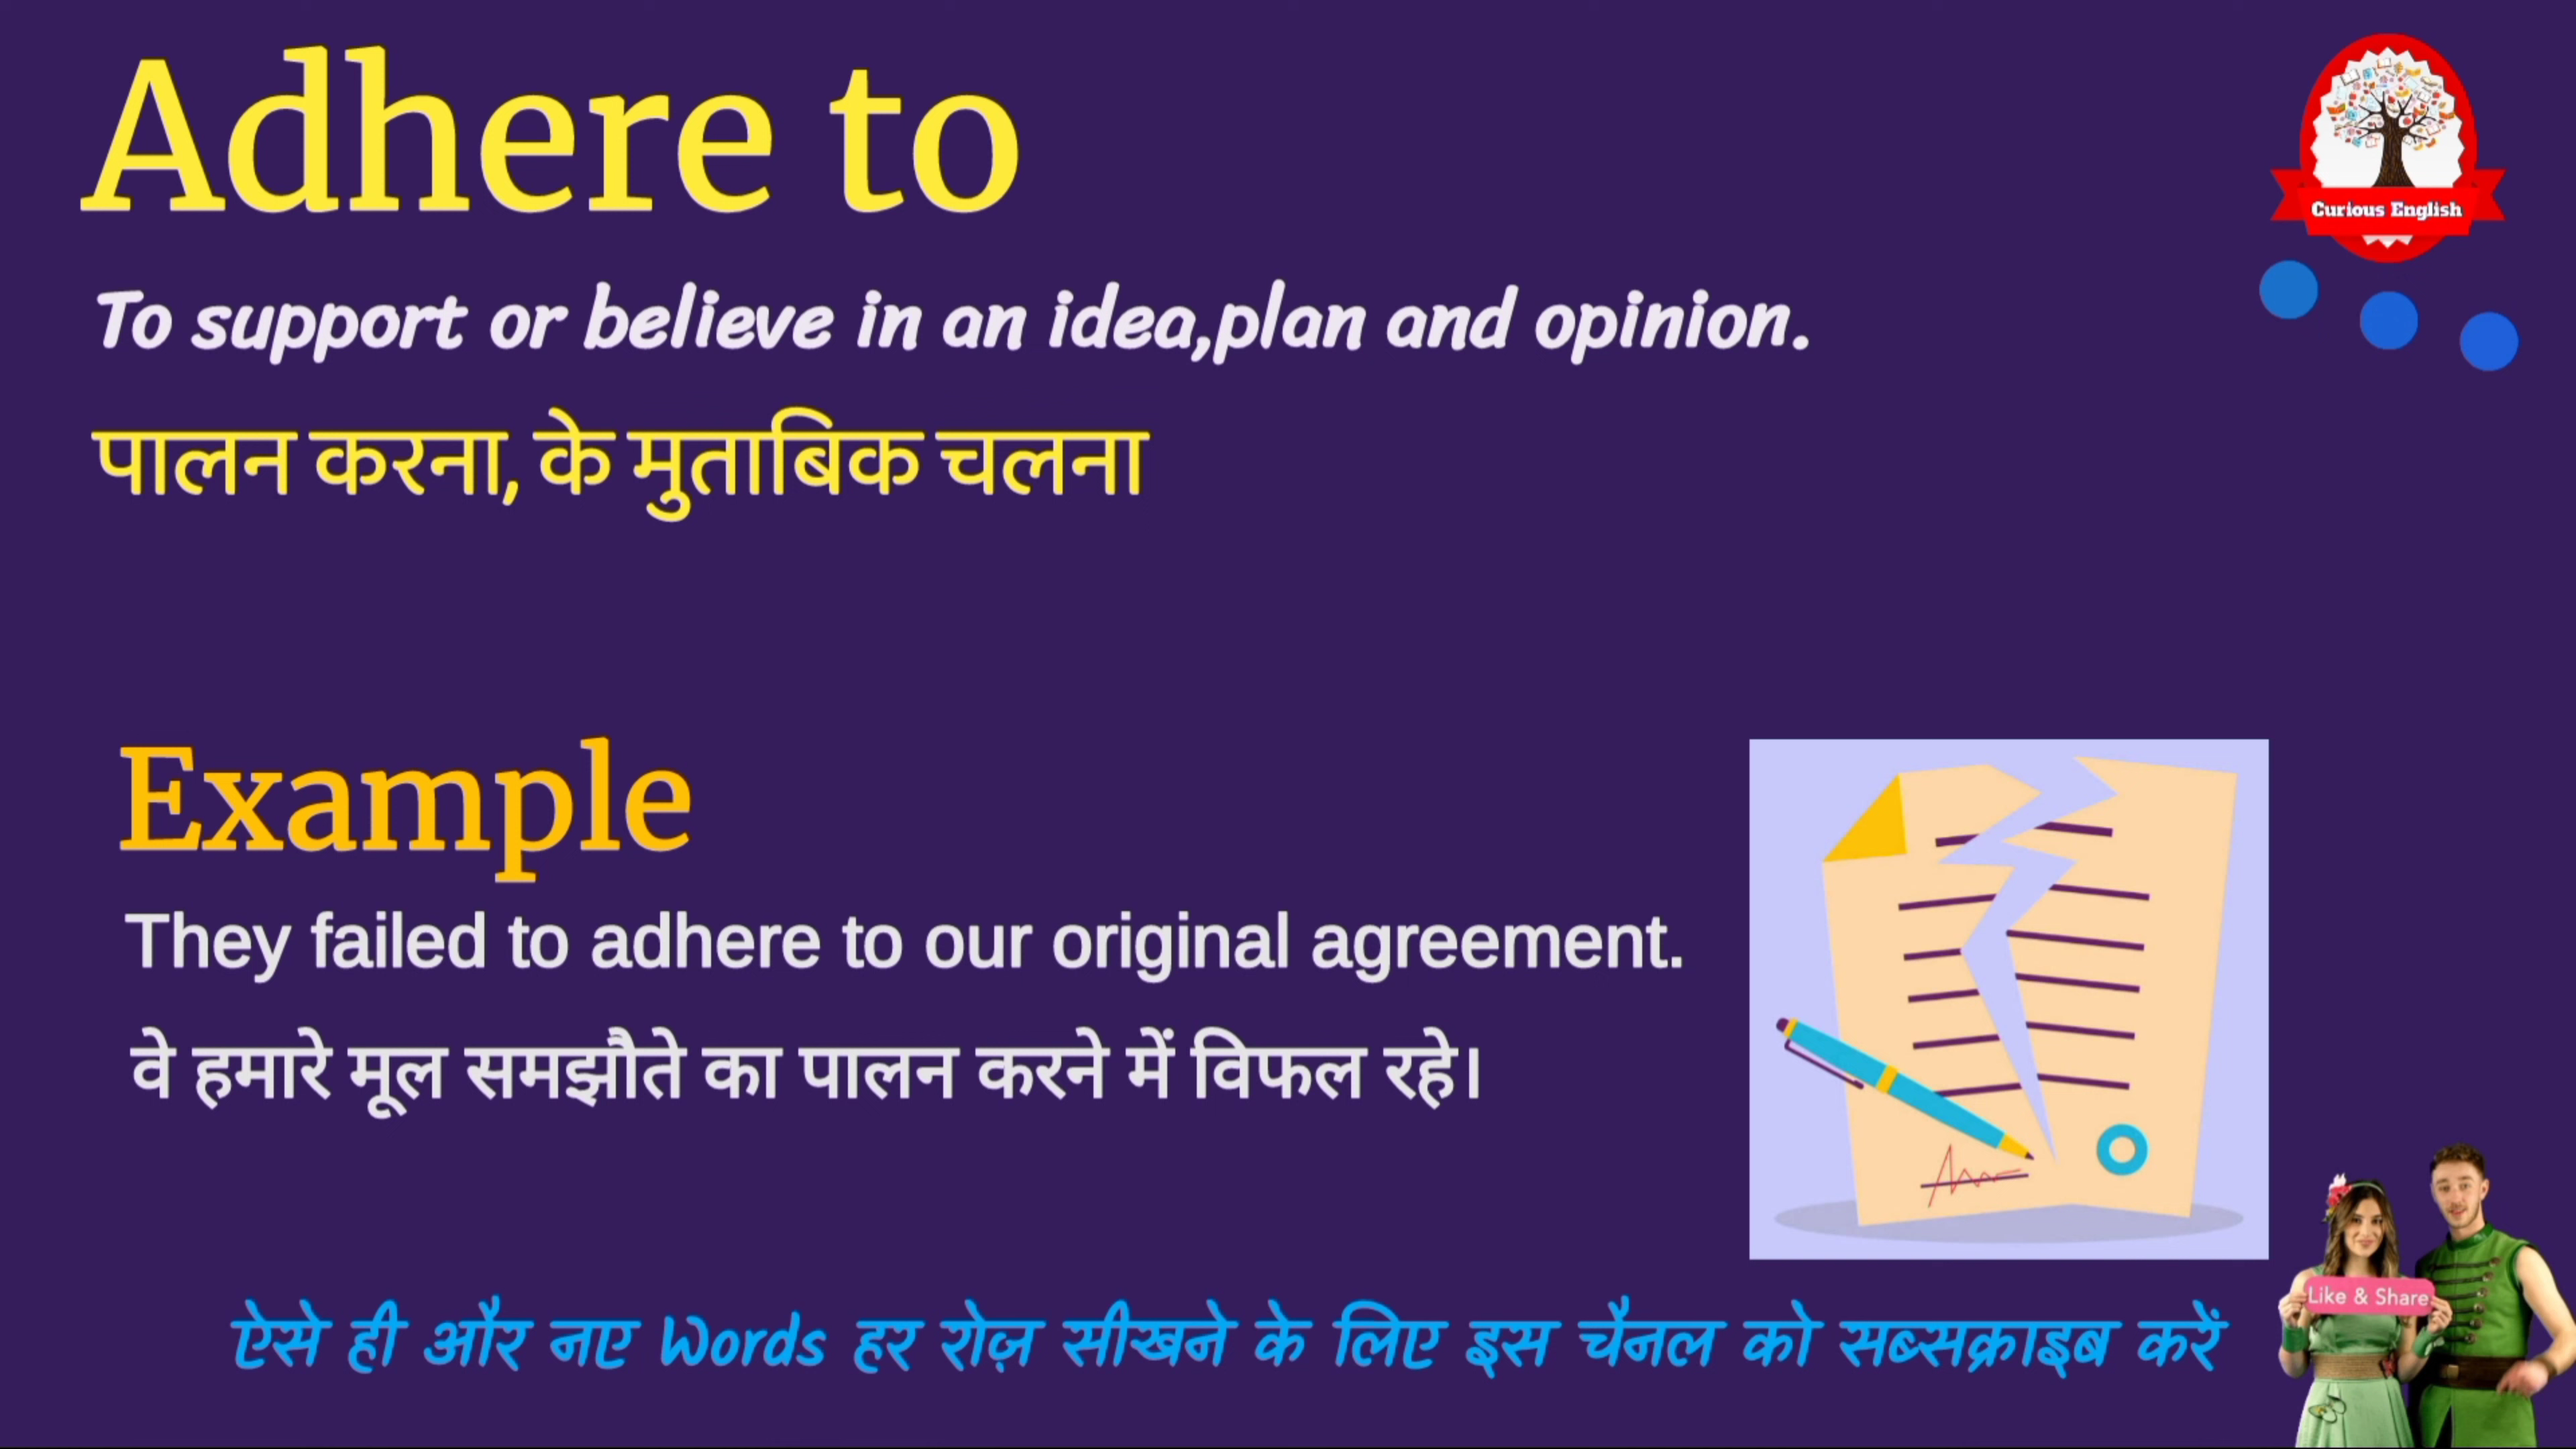 Adhere to
Curious English
To support or believe in an idea,plan and opinion.
पालन करना, के मुताबिक चलना
Example
They failed to adhere to our original agreement.
वे हमारे मूल समझौते का पालन करने में विफल रहे।
Like & Share
ऐसे ही और नए Words हर रोज़ सीखने के लिए इस चैनल को सब्सक्राइब करें